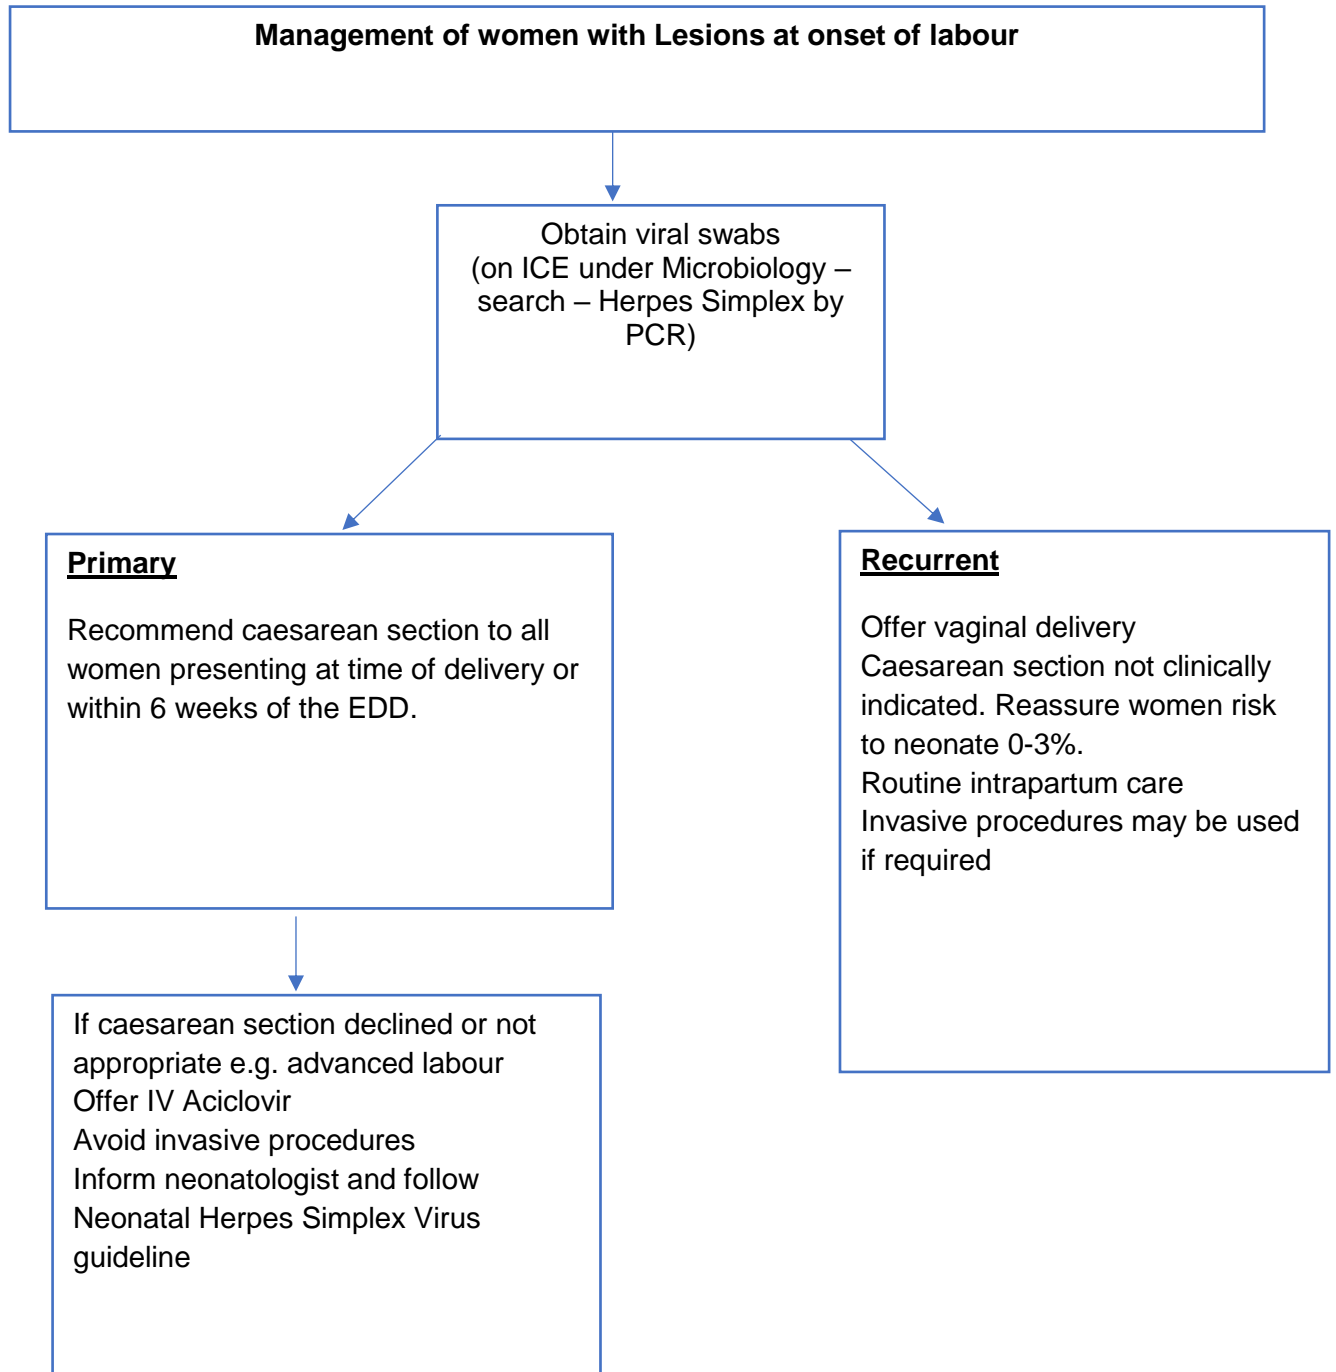 Management of women with Lesions at onset of labour
Obtain viral swabs
(on ICE under Microbiology –
search – Herpes Simplex by
PCR)
Primary
Recommend caesarean section to all
women presenting at time of delivery or
within 6 weeks of the EDD.
Recurrent
Offer vaginal delivery
Caesarean section not clinically
indicated. Reassure women risk
to neonate 0-3%.
Routine intrapartum care
Invasive procedures may be used
if required
If caesarean section declined or not
appropriate e.g. advanced labour
Offer IV Aciclovir
Avoid invasive procedures
Inform neonatologist and follow
Neonatal Herpes Simplex Virus
guideline